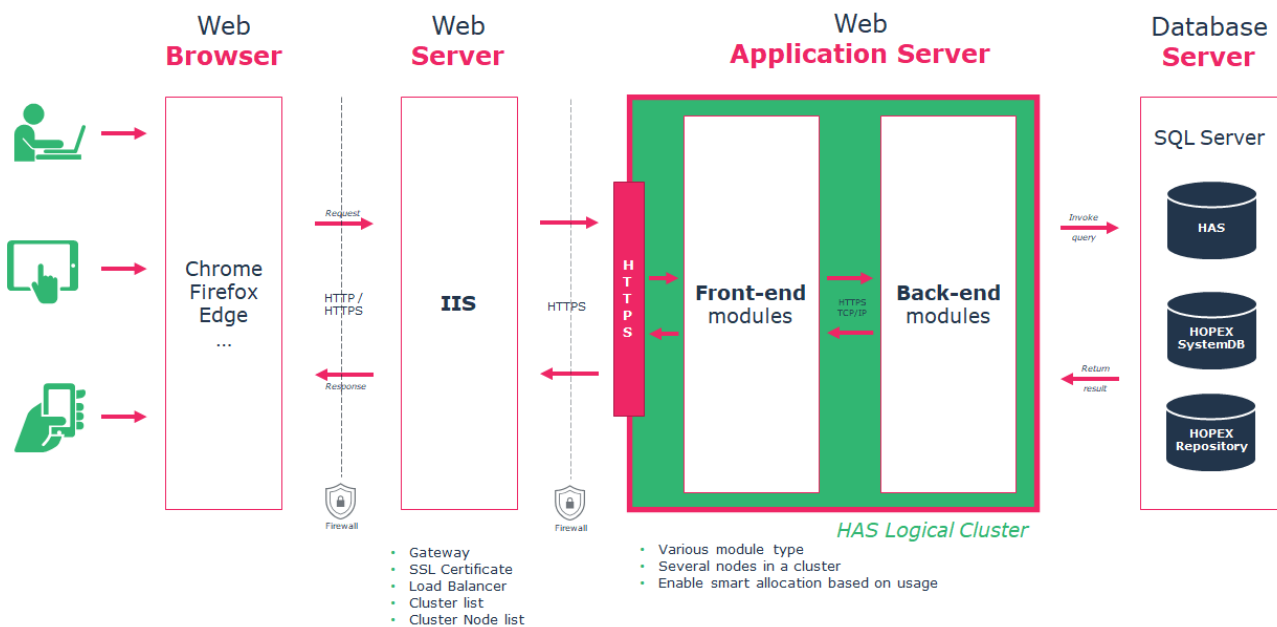 Web
Browser
Web
Server
Web
Application Server
Database
Server
Chrome
Firefox
Edge
...
Request
HTTP /
HTTPS
Response
Firewall
IIS
HTTPS
Firewall
HTTPS
Front-end
modules
HTTPS
TCP/IP
Back-end
modules
Invoke
query
Return
result
SQL Server
HAS
HOPEX
SystemDB
HOPEX
Repository
HAS Logical Cluster
• Gateway
• SSL Certificate
• Load Balancer
• Cluster list
• Cluster Node list
• Various module type
• Several nodes in a cluster
• Enable smart allocation based on usage